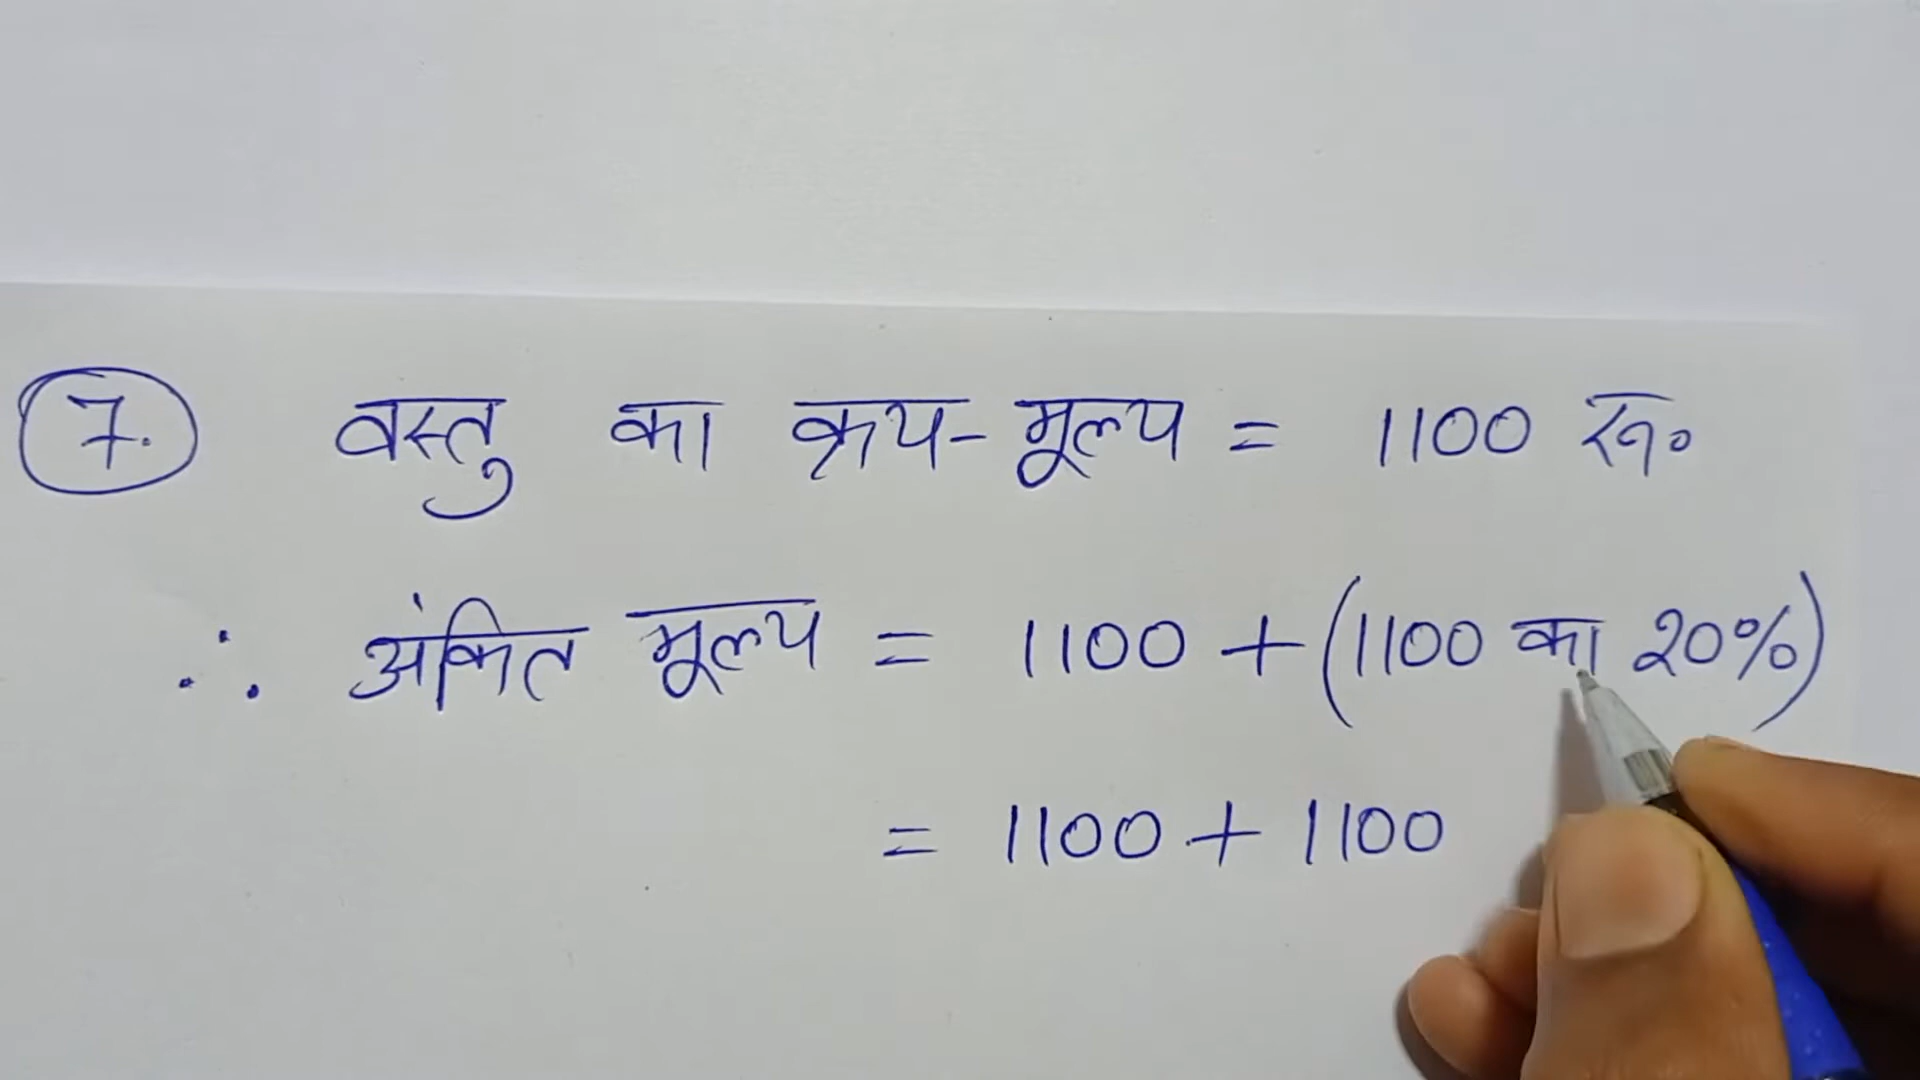 7. वस्तु का क्रय-मूल्य = 1100 रू०
∴ अंकित मूल्य = 1100 + (1100 का 20%)
= 1100 + 1100